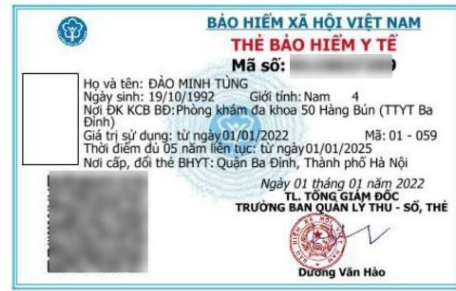 BẢO HIỂM XÃ HỘI VIỆT NAM
THẺ BẢO HIỂM Y TẾ
Mã số:
Họ và tên: ĐÀO MINH TÙNG
Ngày sinh: 19/10/1992 Giới tính: Nam 4
Nơi ĐK KCB BĐ: Phòng khám đa khoa 50 Hàng Bún (TTYT Ba
Đình)
Giá trị sử dụng: từ ngày 01/01/2022 Mã: 01 - 059
Thời điểm đủ 05 năm liên tục: từ ngày 01/01/2025
Nơi cấp, đổi thẻ BHYT: Quận Ba Đình, Thành phố Hà Nội
Ngày 01 tháng 01 năm 2022
TL. TỔNG GIÁM ĐỐC
TRƯỞNG BAN QUẢN LÝ THU - SỔ, THẺ
Dương Văn Hào